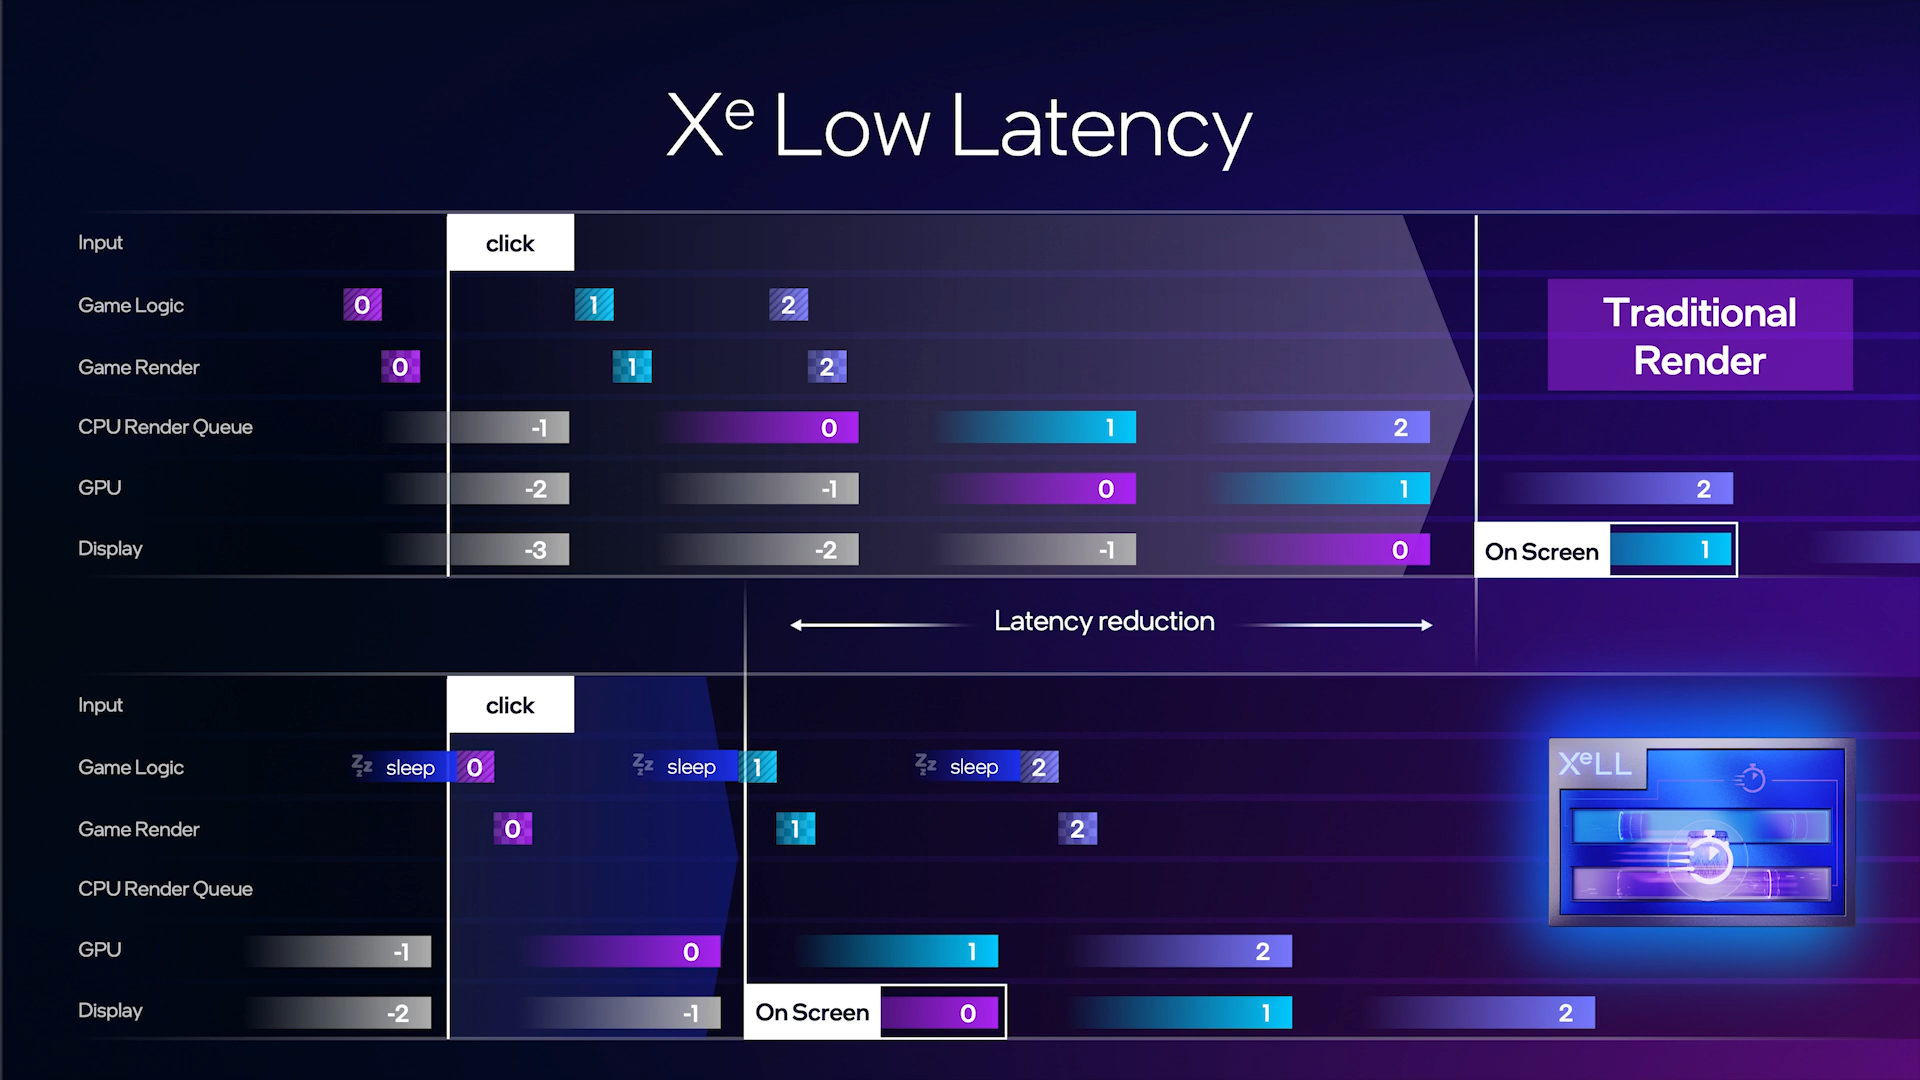 Xe Low Latency
Input click
Game Logic 0 1 2
Game Render 0 1 2
CPU Render Queue -1 0 1 2
GPU -2 -1 0 1 2
Display -3 -2 -1 0 On Screen 1
Traditional
Render
Latency reduction
Input click
Game Logic zz sleep 0 zz sleep 1 zz sleep 2
Game Render 0 1 2
CPU Render Queue
GPU -1 0 1 2
Display -2 -1 On Screen 0 1 2
XeLL